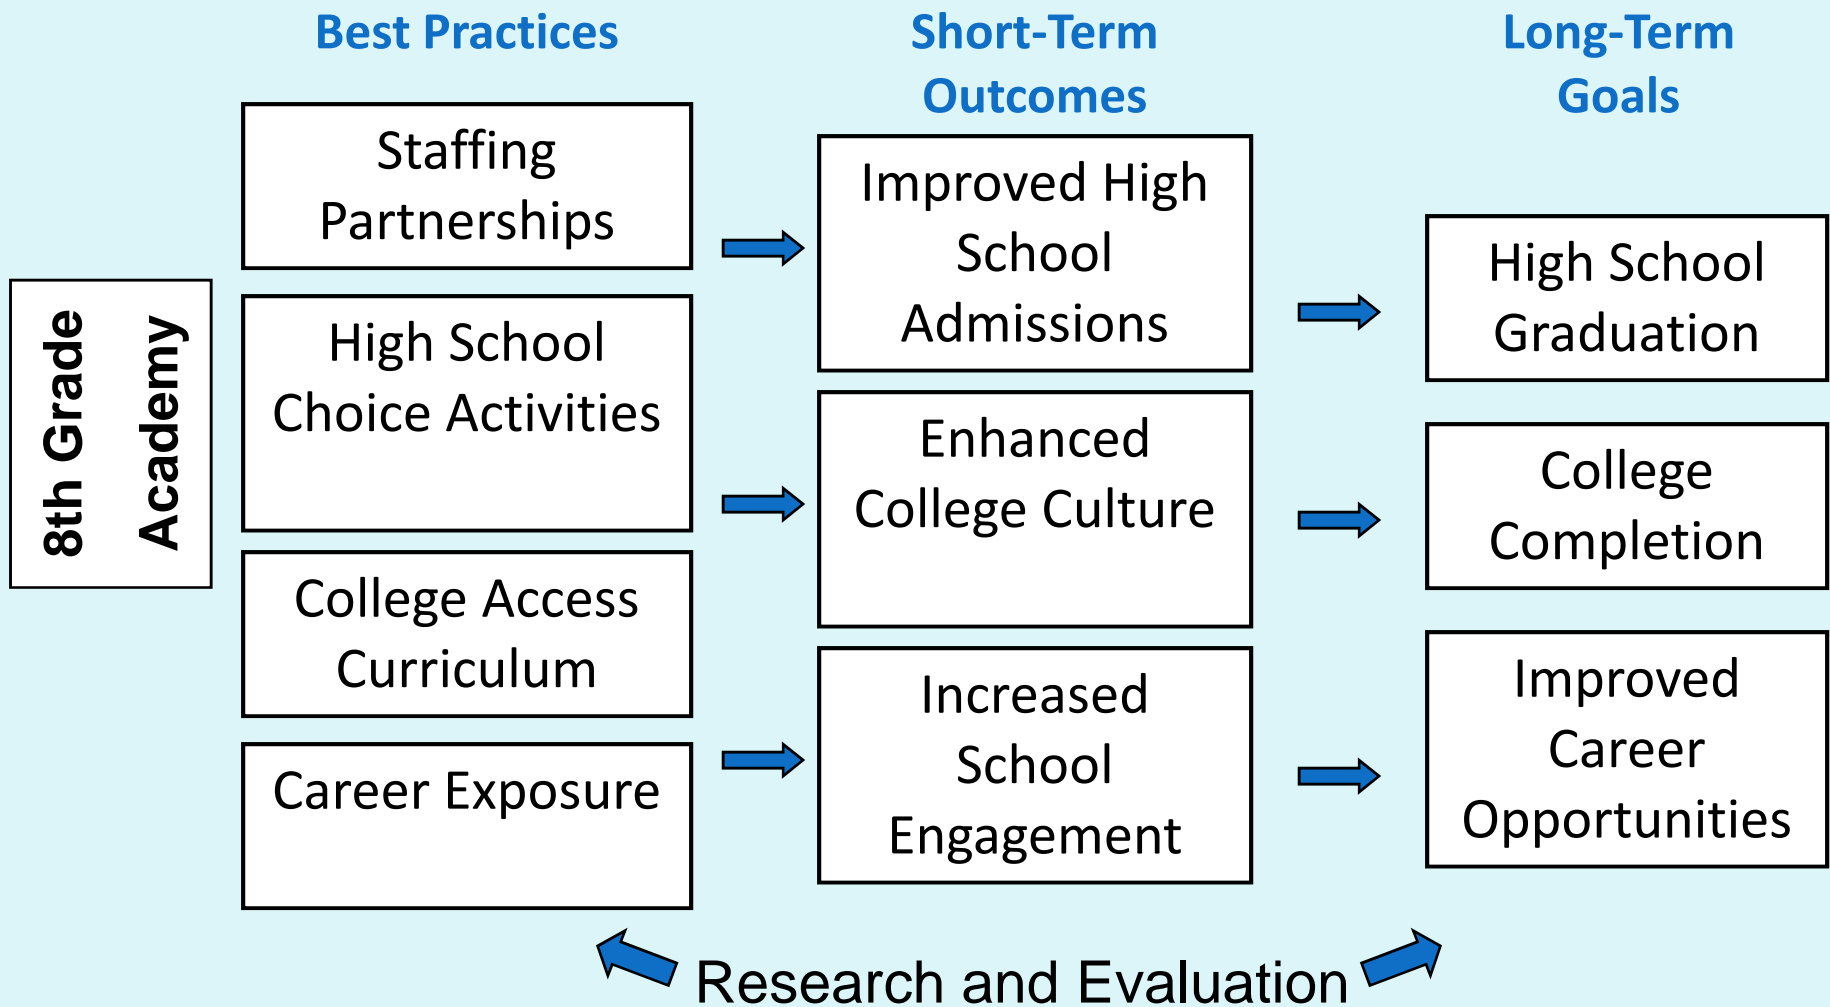 Best Practices
Short-Term
Outcomes
Long-Term
Goals
8th Grade
Academy
Staffing
Partnerships
High School
Choice Activities
College Access
Curriculum
Career Exposure
Improved High
School
Admissions
Enhanced
College Culture
Increased
School
Engagement
High School
Graduation
College
Completion
Improved
Career
Opportunities
Research and Evaluation